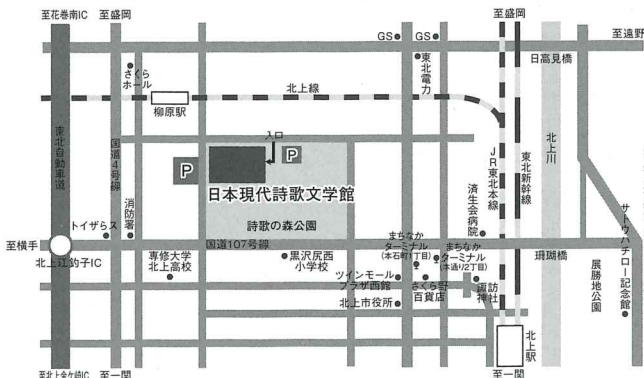 至花巻南IC
至盛岡
至盛岡
至遠野
GS
GS
東北電力
日高見橋
さくら
ホール
北上線
柳原駅
入口
P
P
日本現代詩歌文学館
詩歌の森公園
東北自動車道
国道4号線
消防署
トイザらス
至横手
北上江釣子IC
国道107号線
専修大学
北上高校
黒沢尻西
小学校
まちなか
ターミナル
(本石町1丁目)
まちなか
ターミナル
(本通り2丁目)
済生会病院
JR東北本線
東北新幹線
北上川
珊瑚橋
展勝地公園
サトウハチロー記念館
ツインモール
プラザ西館
さくら野
百貨店
諏訪
神社
北上市役所
北上駅
至北上金ケ崎IC
至一関
至一関